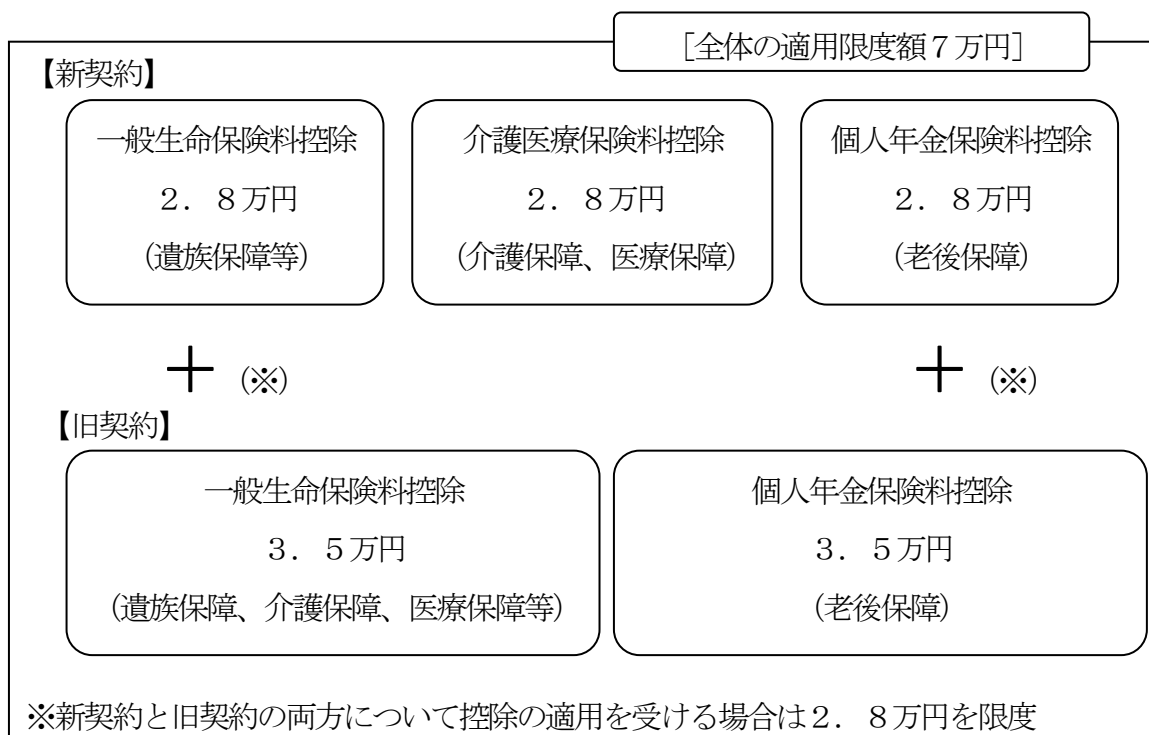 ［全体の適用限度額７万円］
【新契約】
一般生命保険料控除
２．８万円
（遺族保障等）
介護医療保険料控除
２．８万円
（介護保障、医療保障）
個人年金保険料控除
２．８万円
（老後保障）
＋ （※）
＋ （※）
【旧契約】
一般生命保険料控除
３．５万円
（遺族保障、介護保障、医療保障等）
個人年金保険料控除
３．５万円
（老後保障）
※新契約と旧契約の両方について控除の適用を受ける場合は２．８万円を限度